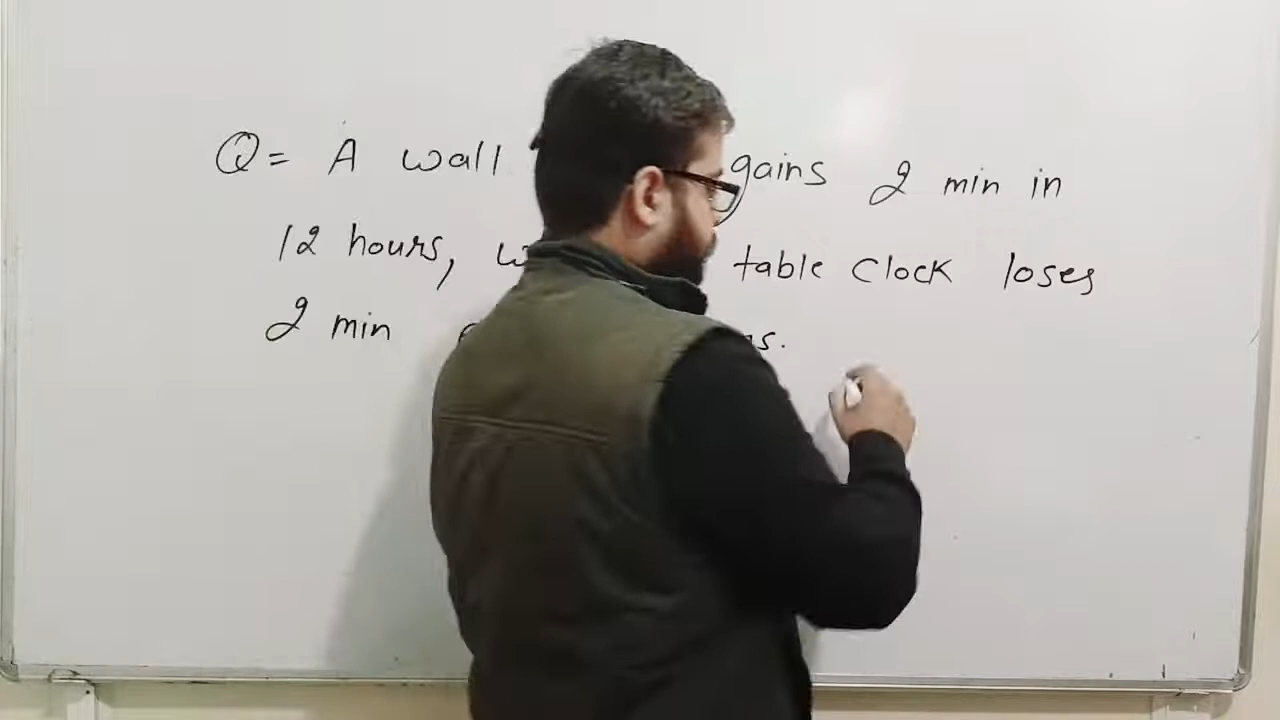 Q= A wall gains 2 min in
12 hours, table Clock loses
2 min